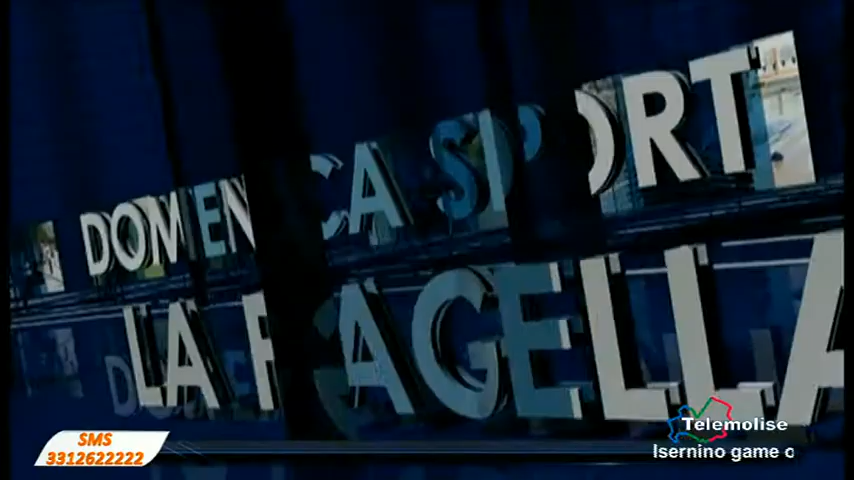 DOMENICA SPORT
LA PAGELLA
Telemolise
SMS
3312622222
Isernino game c